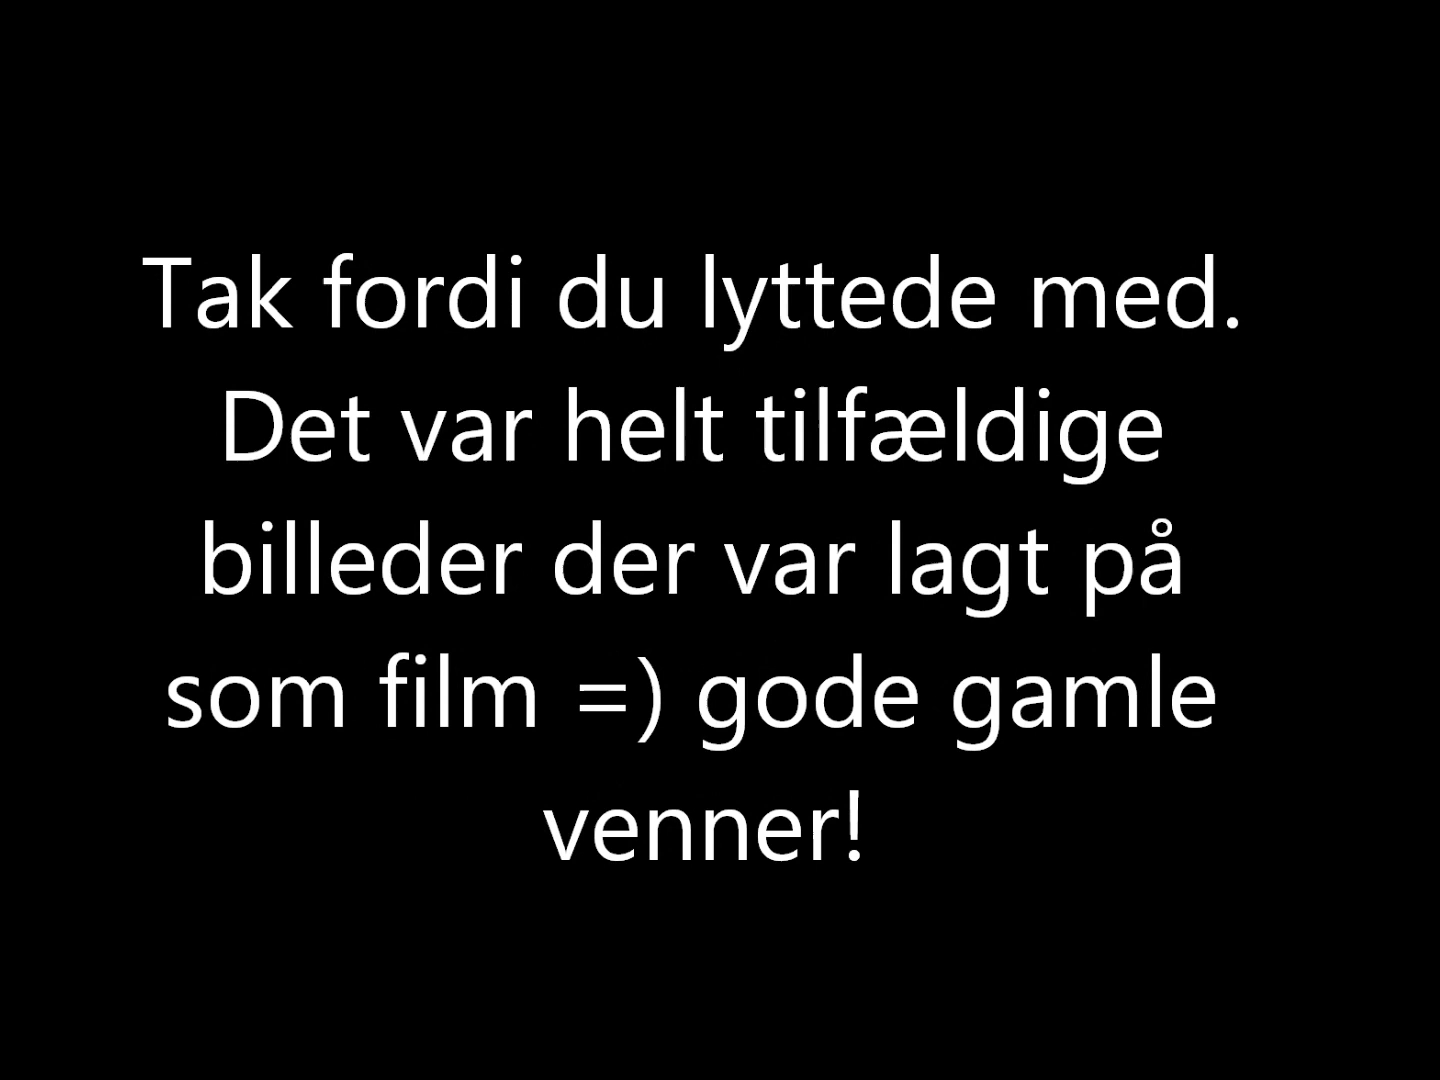 Tak fordi du lyttede med.
Det var helt tilfældige
billeder der var lagt på
som film =) gode gamle
venner!